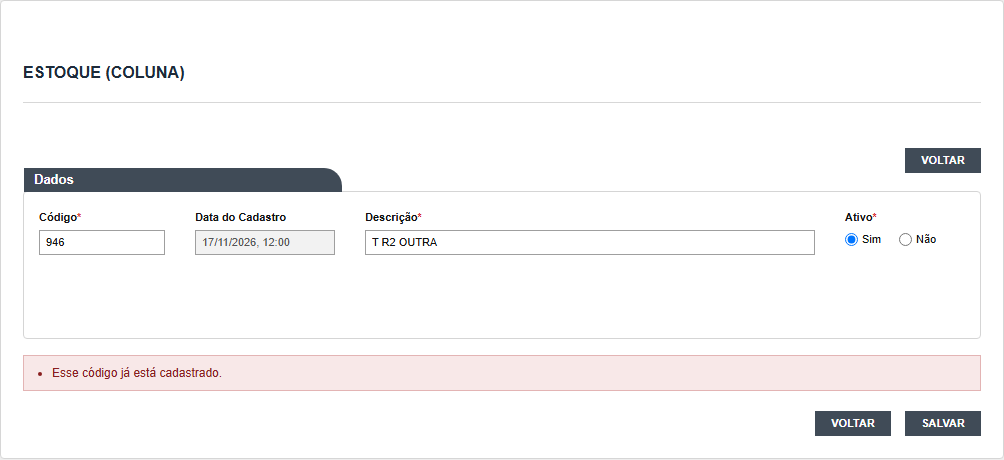 ESTOQUE (COLUNA)
VOLTAR
Dados
Código* Data do Cadastro Descrição* Ativo*
946 17/11/2026, 12:00 T R2 OUTRA Sim Não
• Esse código já está cadastrado.
VOLTAR SALVAR